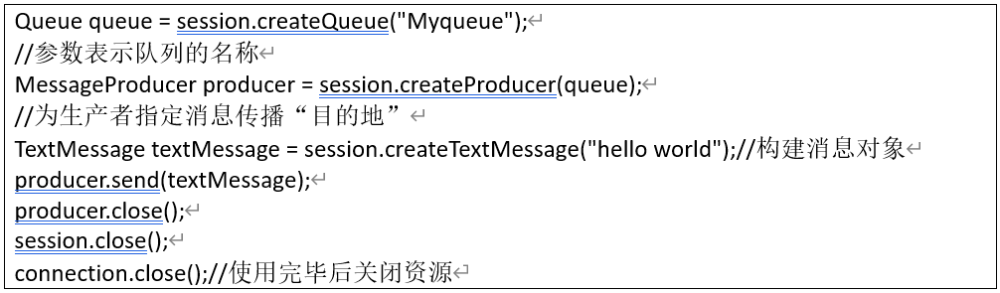 Queue queue = session.createQueue("Myqueue");
//参数表示队列的名称
MessageProducer producer = session.createProducer(queue);
//为生产者指定消息传播“目的地”
TextMessage textMessage = session.createTextMessage("hello world");//构建消息对象
producer.send(textMessage);
producer.close();
session.close();
connection.close();//使用完毕后关闭资源